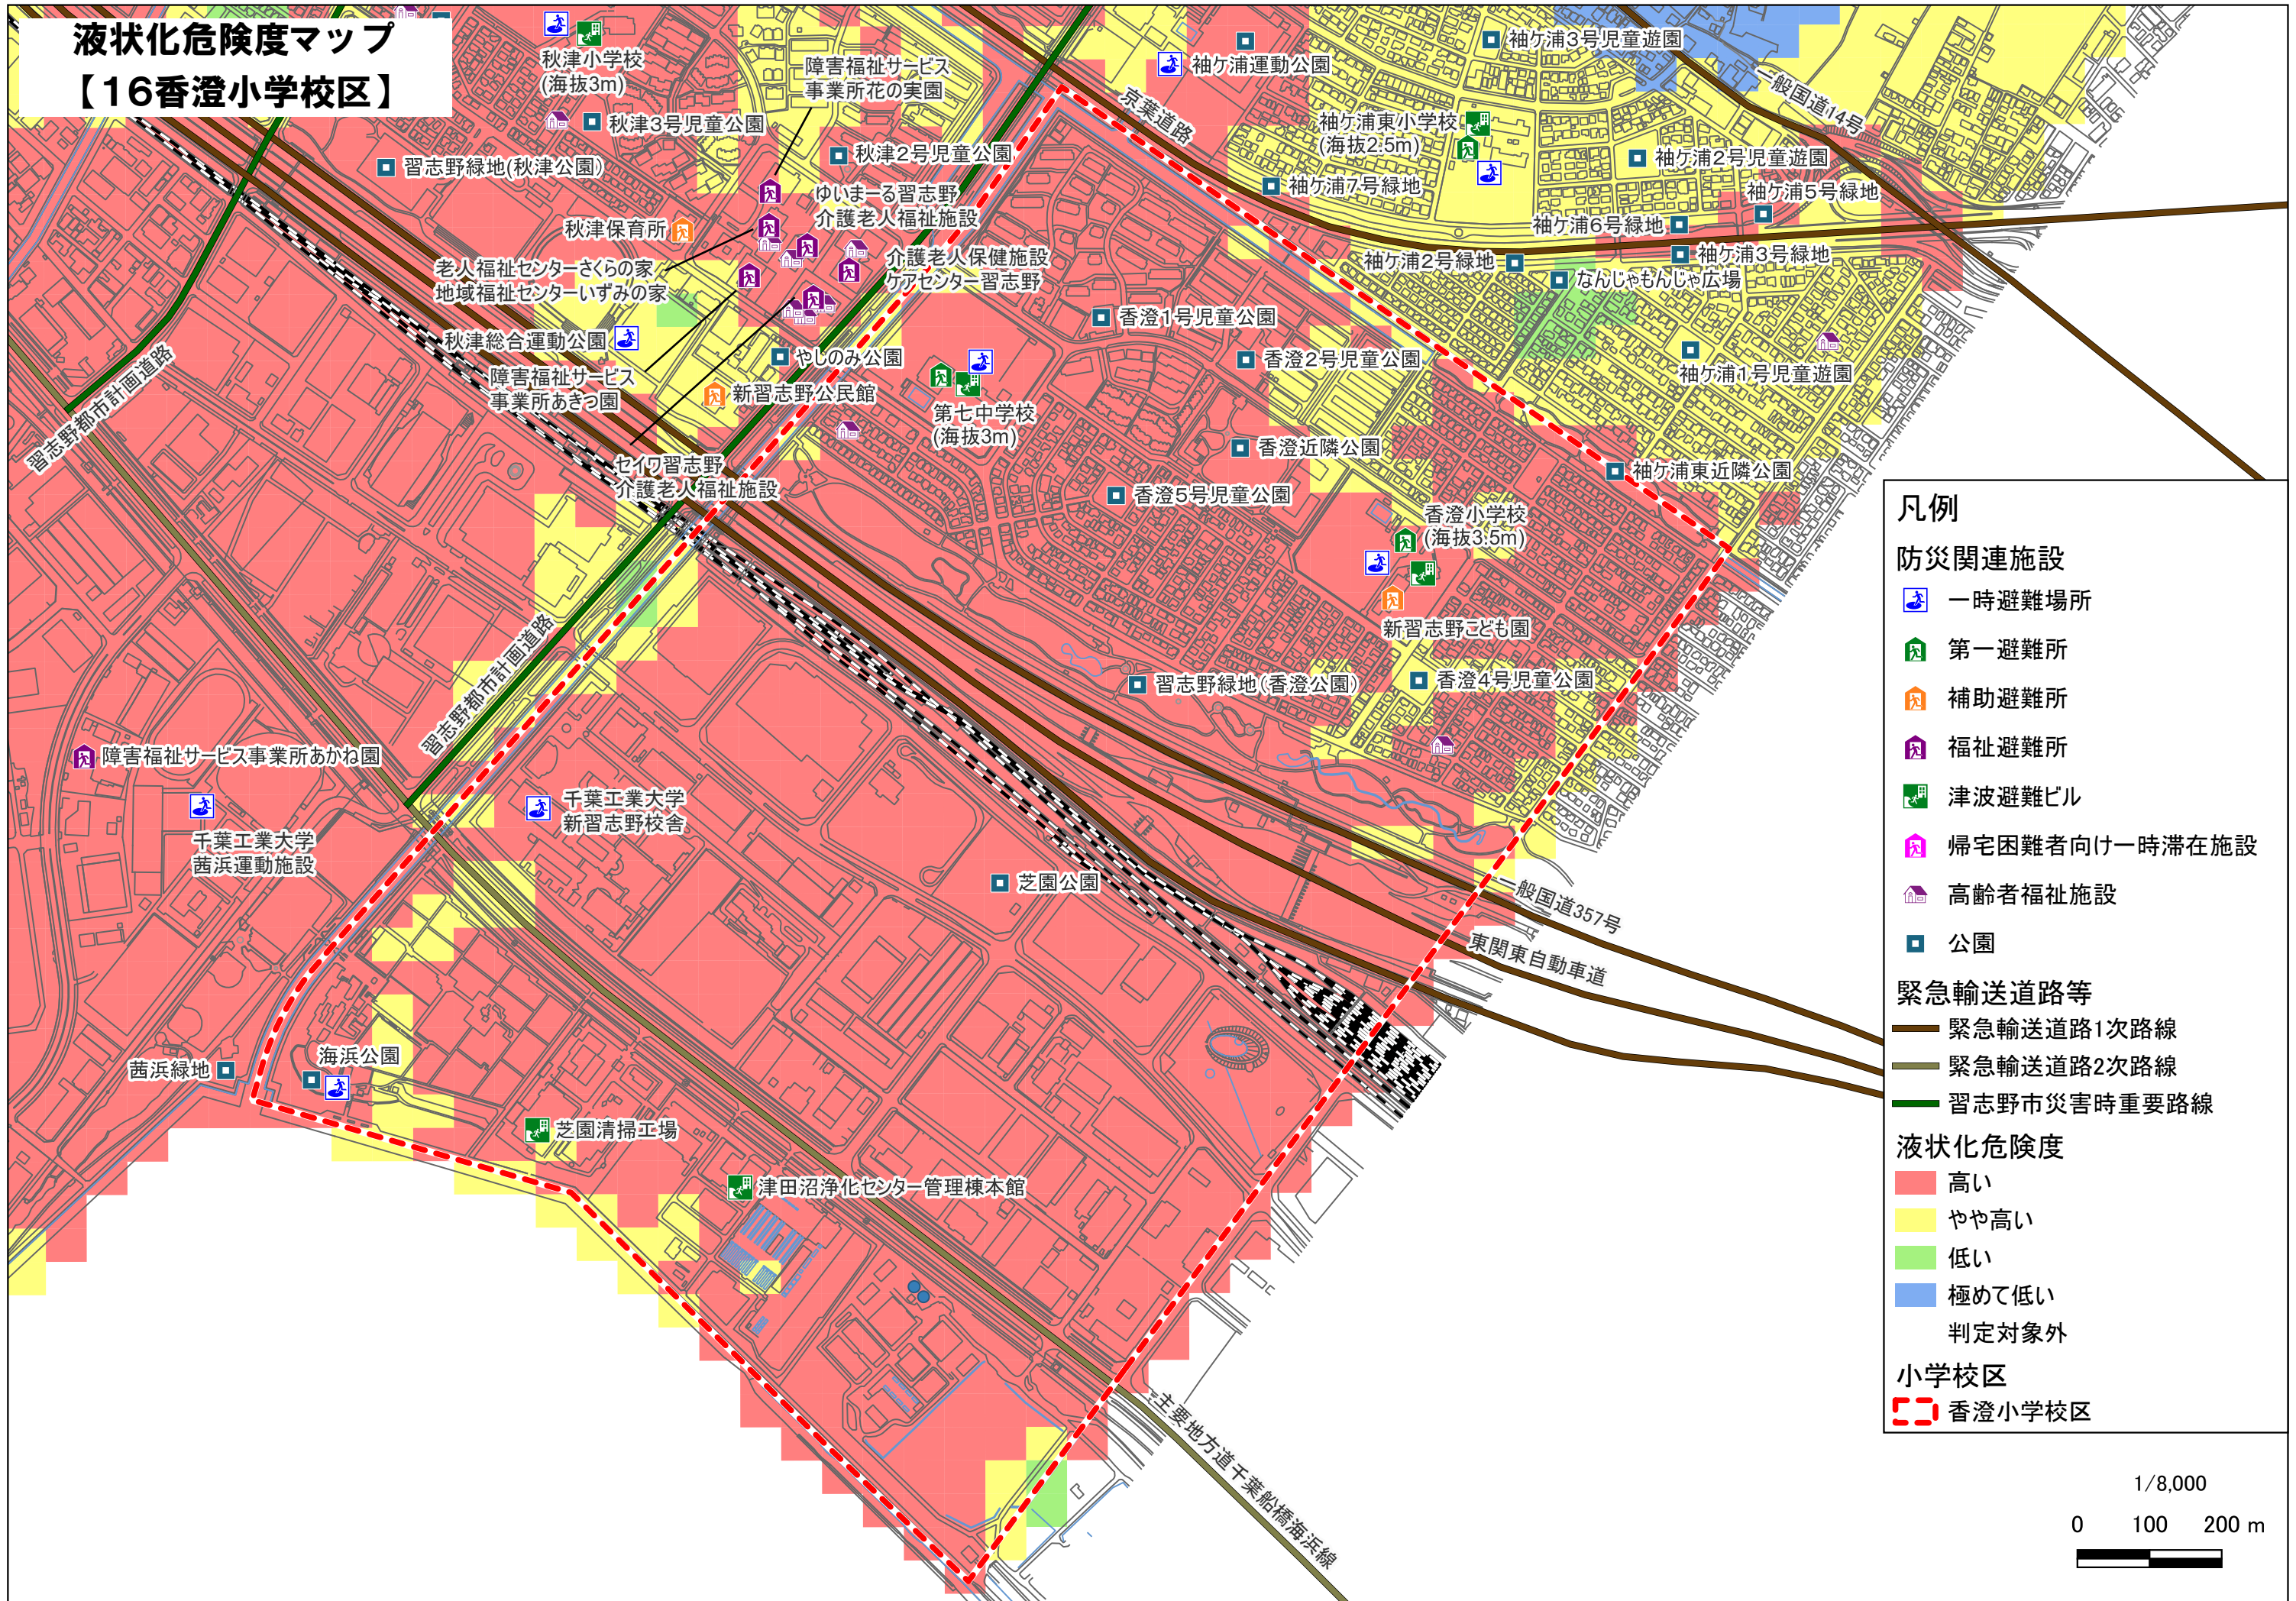 液状化危険度マップ
【16香澄小学校区】
秋津小学校
(海抜3m)
障害福祉サービス
事業所花の実園
袖ケ浦運動公園
袖ケ浦3号児童遊園
一般国道14号
京葉道路
秋津3号児童公園
袖ケ浦東小学校
(海抜2.5m)
習志野緑地(秋津公園)
秋津2号児童公園
袖ケ浦2号児童遊園
袖ケ浦7号緑地
袖ケ浦5号緑地
ゆいまーる習志野
介護老人福祉施設
秋津保育所
袖ケ浦6号緑地
介護老人保健施設
ケアセンター習志野
袖ケ浦2号緑地
袖ケ浦3号緑地
老人福祉センターさくらの家
地域福祉センターいずみの家
なんじゃもんじゃ広場
香澄1号児童公園
秋津総合運動公園
やしのみ公園
香澄2号児童公園
習志野都市計画道路
障害福祉サービス
事業所あきつ園
袖ケ浦1号児童遊園
新習志野公民館
第七中学校
(海抜3m)
香澄近隣公園
セイワ習志野
介護老人福祉施設
袖ケ浦東近隣公園
香澄5号児童公園
香澄小学校
(海抜3.5m)
新習志野こども園
習志野都市計画道路
習志野緑地(香澄公園)
香澄4号児童公園
障害福祉サービス事業所あかね園
千葉工業大学
新習志野校舎
千葉工業大学
茜浜運動施設
芝園公園
一般国道357号
東関東自動車道
海浜公園
茜浜緑地
芝園清掃工場
津田沼浄化センター管理棟本館
主要地方道千葉船橋海浜線
凡例
防災関連施設
一時避難場所
第一避難所
補助避難所
福祉避難所
津波避難ビル
帰宅困難者向け一時滞在施設
高齢者福祉施設
公園
緊急輸送道路等
緊急輸送道路1次路線
緊急輸送道路2次路線
習志野市災害時重要路線
液状化危険度
高い
やや高い
低い
極めて低い
判定対象外
小学校区
香澄小学校区
1/8,000
0 100 200 m